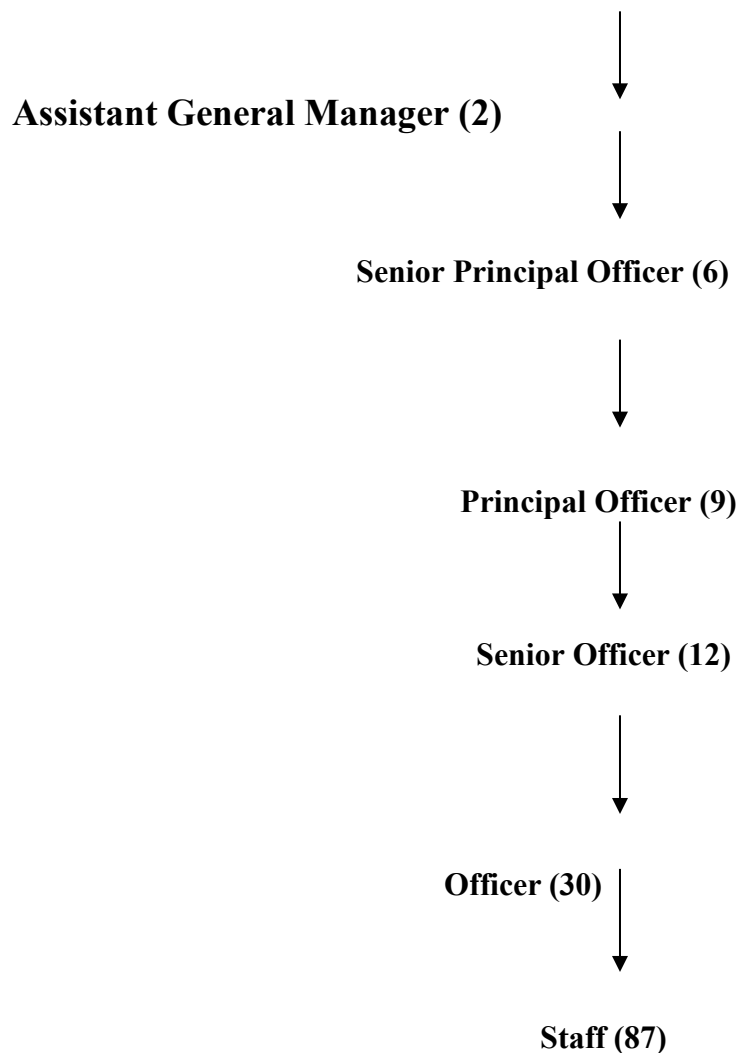 Assistant General Manager (2)
Senior Principal Officer (6)
Principal Officer (9)
Senior Officer (12)
Officer (30)
Staff (87)